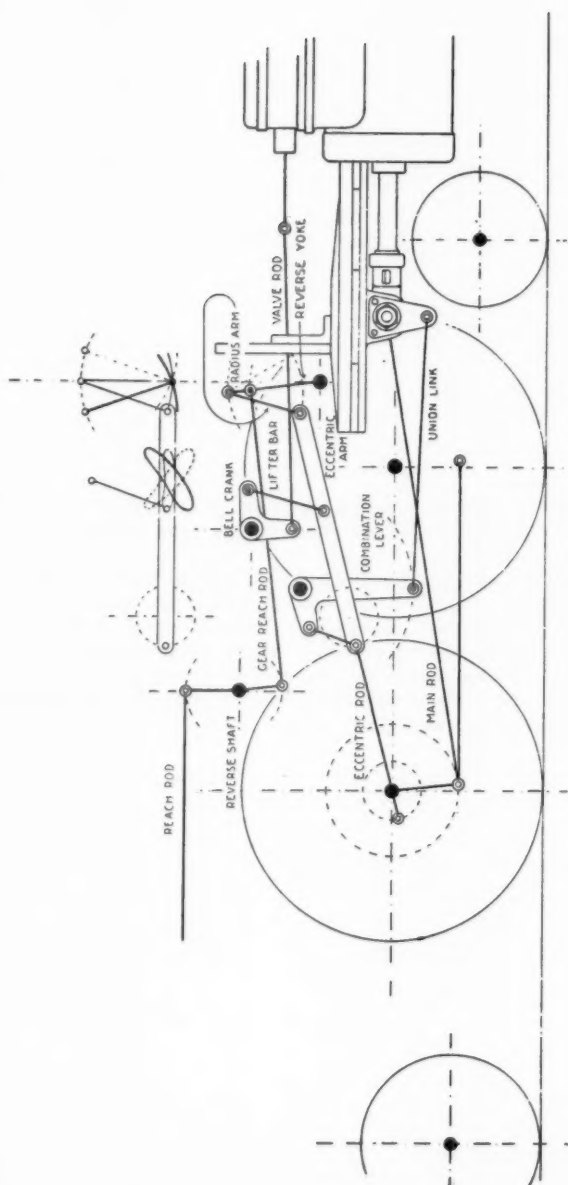 REACH ROD
REVERSE SHAFT
GEAR REACH ROD
BELL CRANK
LIFTER BAR
RADIUS ARM
VALVE ROD
REVERSE YOKE
ECCENTRIC
ARM
COMBINATION
LEVER
UNION LINK
ECCENTRIC ROD
MAIN ROD